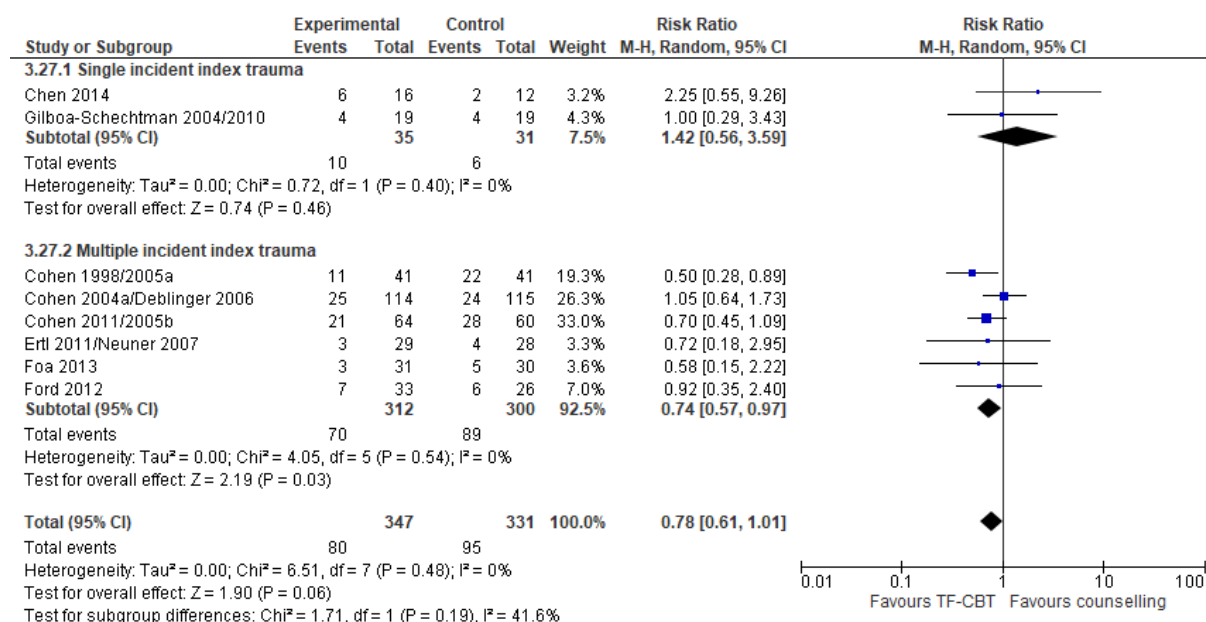 Experimental Control Risk Ratio Risk Ratio
Study or Subgroup Events Total Events Total Weight M-H, Random, 95% CI M-H, Random, 95% CI
3.27.1 Single incident index trauma
Chen 2014 6 16 2 12 3.2% 2.25 [0.55, 9.26]
Gilboa-Schechtman 2004/2010 4 19 4 19 4.3% 1.00 [0.29, 3.43]
Subtotal (95% CI) 35 31 7.5% 1.42 [0.56, 3.59]
Total events 10 6
Heterogeneity: Tau² = 0.00; Chi² = 0.72, df = 1 (P = 0.40); I² = 0%
Test for overall effect: Z = 0.74 (P = 0.46)
3.27.2 Multiple incident index trauma
Cohen 1998/2005a 11 41 22 41 19.3% 0.50 [0.28, 0.89]
Cohen 2004a/Deblinger 2006 25 114 24 115 26.3% 1.05 [0.64, 1.73]
Cohen 2011/2005b 21 64 28 60 33.0% 0.70 [0.45, 1.09]
Ertl 2011/Neuner 2007 3 29 4 28 3.3% 0.72 [0.18, 2.95]
Foa 2013 3 31 5 30 3.6% 0.58 [0.15, 2.22]
Ford 2012 7 33 6 26 7.0% 0.92 [0.35, 2.40]
Subtotal (95% CI) 312 300 92.5% 0.74 [0.57, 0.97]
Total events 70 89
Heterogeneity: Tau² = 0.00; Chi² = 4.05, df = 5 (P = 0.54); I² = 0%
Test for overall effect: Z = 2.19 (P = 0.03)
Total (95% CI) 347 331 100.0% 0.78 [0.61, 1.01]
Total events 80 95
Heterogeneity: Tau² = 0.00; Chi² = 6.51, df = 7 (P = 0.48); I² = 0%
Test for overall effect: Z = 1.90 (P = 0.06)
Test for subgroup differences: Chi² = 1.71, df = 1 (P = 0.19), I² = 41.6%
0.01 0.1 1 10 100
Favours TF-CBT Favours counselling